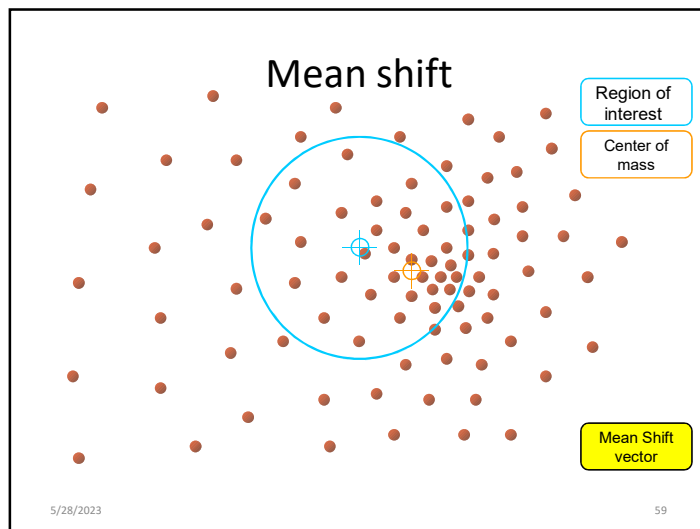 Mean shift
Region of
interest
Center of
mass
Mean Shift
vector
5/28/2023
59